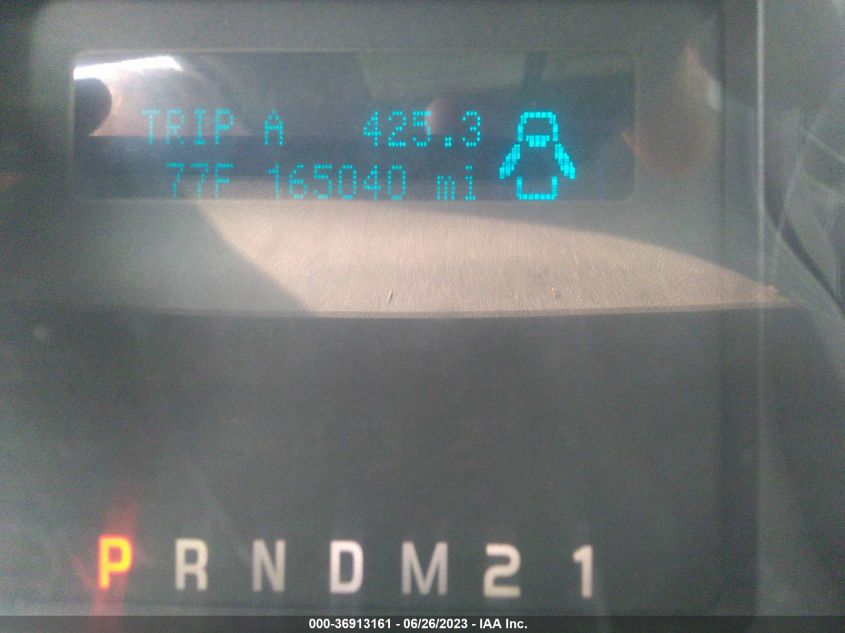 TRIP A 425.3
77F 165040 mi
P R N D M 2 1
000-36913161 - 06/26/2023 - IAA Inc.